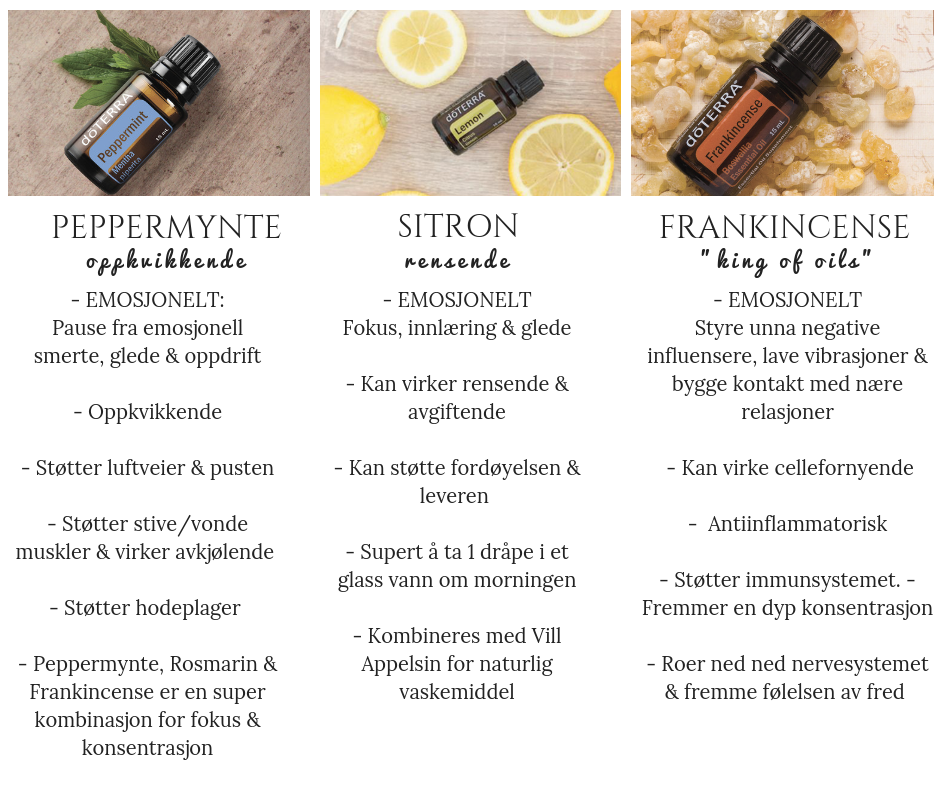 dōTERRA
Peppermint
Mentha
piperita
15 mL
dōTERRA
Lemon
dōTERRA
Frankincense
Boswellia
Essential Oil
15 mL
Essential Oil Supplement
PEPPERMYNTE
oppkvikkende
- EMOSJONELT:
Pause fra emosjonell
smerte, glede & oppdrift
- Oppkvikkende
- Støtter luftveier & pusten
- Støtter stive/vonde
muskler & virker avkjølende
- Støtter hodeplager
- Peppermynte, Rosmarin &
Frankincense er en super
kombinasjon for fokus &
konsentrasjon
SITRON
rensende
- EMOSJONELT
Fokus, innlæring & glede
- Kan virker rensende &
avgiftende
- Kan støtte fordøyelsen &
leveren
- Supert å ta 1 dråpe i et
glass vann om morningen
- Kombineres med Vill
Appelsin for naturlig
vaskemiddel
FRANKINCENSE
" king of oils"
- EMOSJONELT
Styre unna negative
influensere, lave vibrasjoner &
bygge kontakt med nære
relasjoner
- Kan virke cellefornyende
-  Antiinflammatorisk
- Støtter immunsystemet. -
Fremmer en dyp konsentrasjon
- Roer ned ned nervesystemet
& fremme følelsen av fred